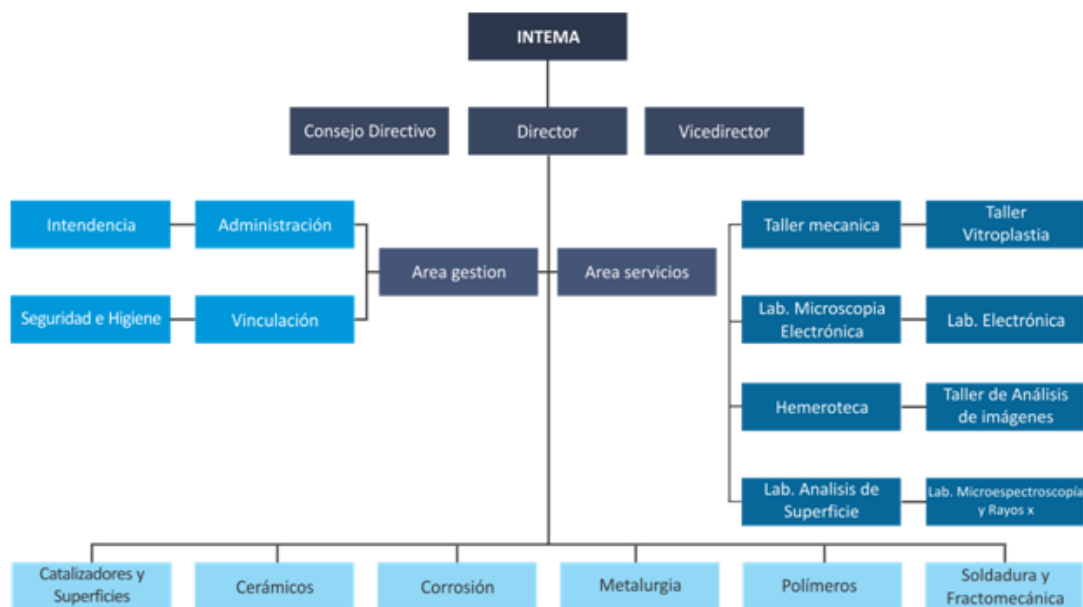 INTEMA
Consejo Directivo
Director
Vicedirector
Intendencia
Administración
Taller mecanica
Taller
Vitroplastia
Area gestion
Area servicios
Seguridad e Higiene
Vinculación
Lab. Microscopia
Electrónica
Lab. Electrónica
Hemeroteca
Taller de Análisis
de imágenes
Lab. Analisis de
Superficie
Lab. Microespectroscopía
y Rayos x
Catalizadores y
Superficies
Cerámicos
Corrosión
Metalurgia
Polímeros
Soldadura y
Fractomecánica